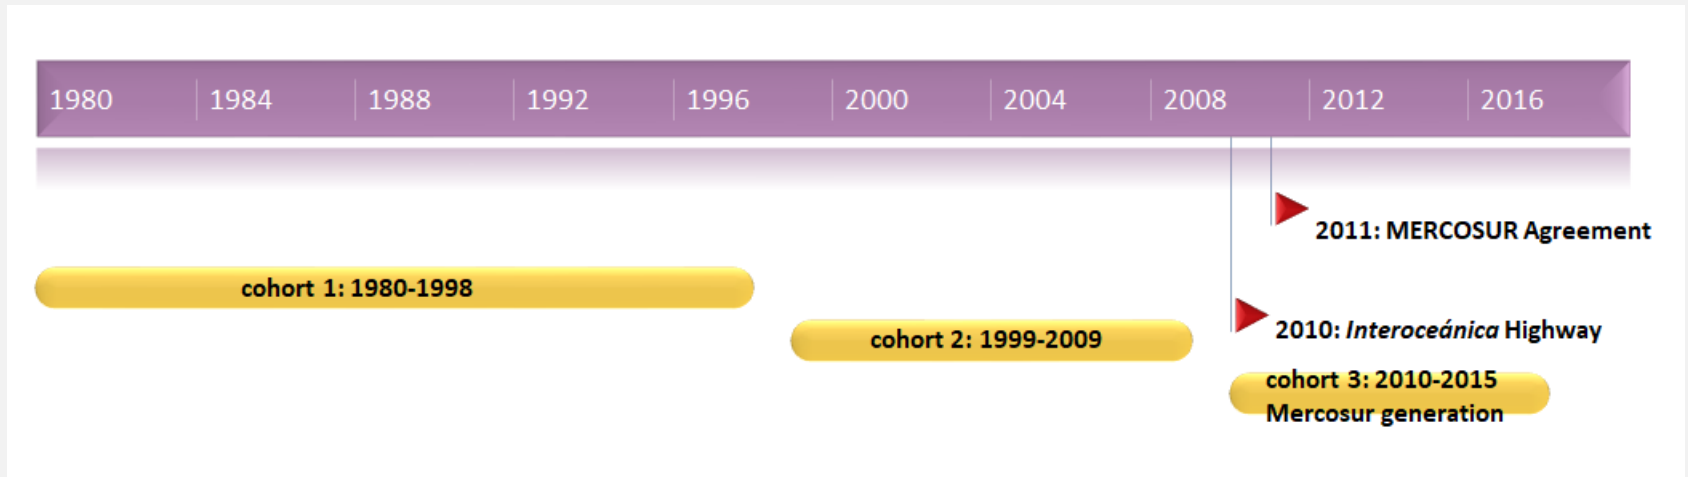 1980 1984 1988 1992 1996 2000 2004 2008 2012 2016
2011: MERCOSUR Agreement
cohort 1: 1980-1998
2010: Interoceánica Highway
cohort 2: 1999-2009
cohort 3: 2010-2015
Mercosur generation